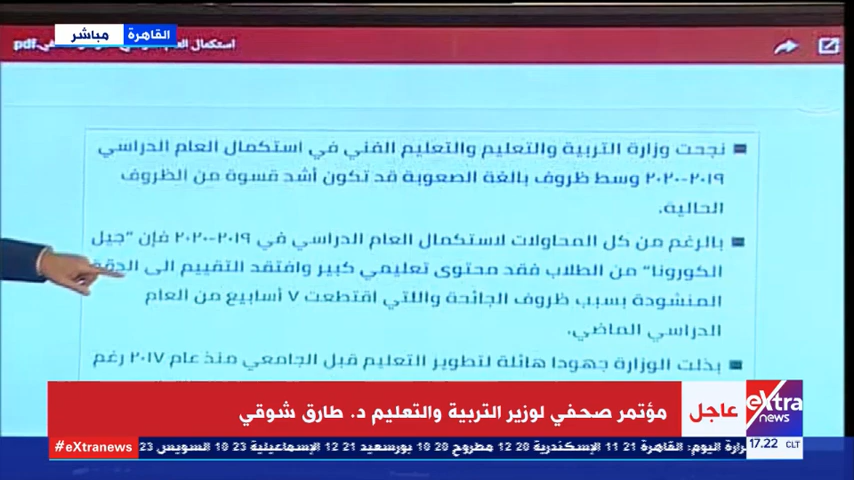 القاهرة مباشر
استكمال
في.pdf
نجحت وزارة التربية والتعليم والتعليم الفني في استكمال العام الدراسي
٢٠١٩-٢٠٢٠ وسط ظروف بالغة الصعوبة قد تكون أشد قسوة من الظروف
الحالية.
بالرغم من كل المحاولات لاستكمال العام الدراسي في ٢٠١٩-٢٠٢٠ فإن "جيل
الكورونا" من الطلاب فقد محتوى تعليمي كبير وافتقد التقييم الى الدقة
المنشودة بسبب ظروف الجائحة واللتي اقتطعت ٧ أسابيع من العام
الدراسي الماضي.
بذلت الوزارة جهودا هائلة لتطوير التعليم قبل الجامعي منذ عام ٢٠١٧ رغم
عاجل
مؤتمر صحفي لوزير التربية والتعليم د. طارق شوقي
eXtra
news
17.22 CLT
رارة اليوم: القاهرة 21 11 الإسكندرية 20 12 مطروح 20 10 بورسعيد 21 12 الإسماعيلية 23 10 السويس 23
#eXtranews